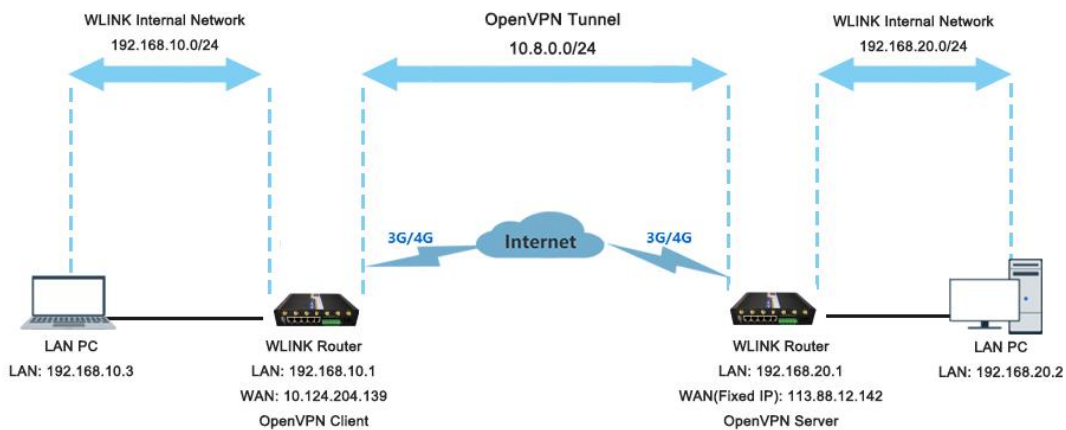 WLINK Internal Network
192.168.10.0/24
OpenVPN Tunnel
10.8.0.0/24
WLINK Internal Network
192.168.20.0/24
3G/4G
Internet
3G/4G
LAN PC
LAN: 192.168.10.3
WLINK Router
LAN: 192.168.10.1
WAN: 10.124.204.139
OpenVPN Client
WLINK Router
LAN: 192.168.20.1
WAN(Fixed IP): 113.88.12.142
OpenVPN Server
LAN PC
LAN: 192.168.20.2